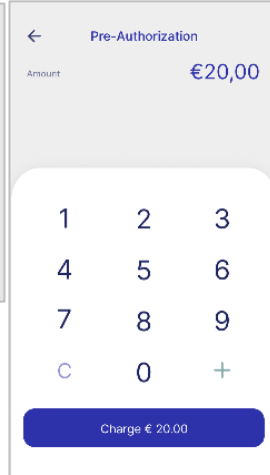 ← Pre-Authorization
Amount €20,00
1 2 3
4 5 6
7 8 9
C 0 +
Charge € 20.00